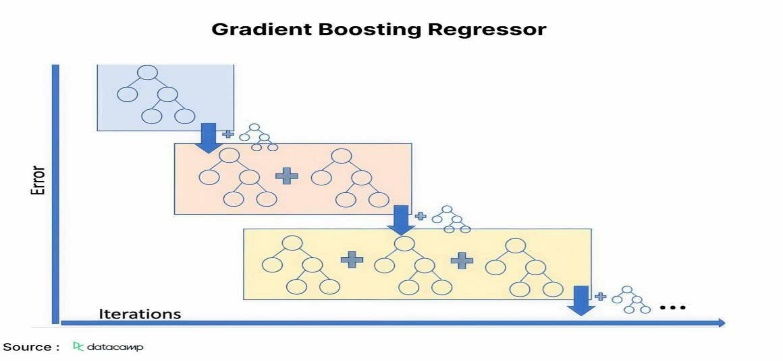 Gradient Boosting Regressor
Error
Iterations
Source : datacamp